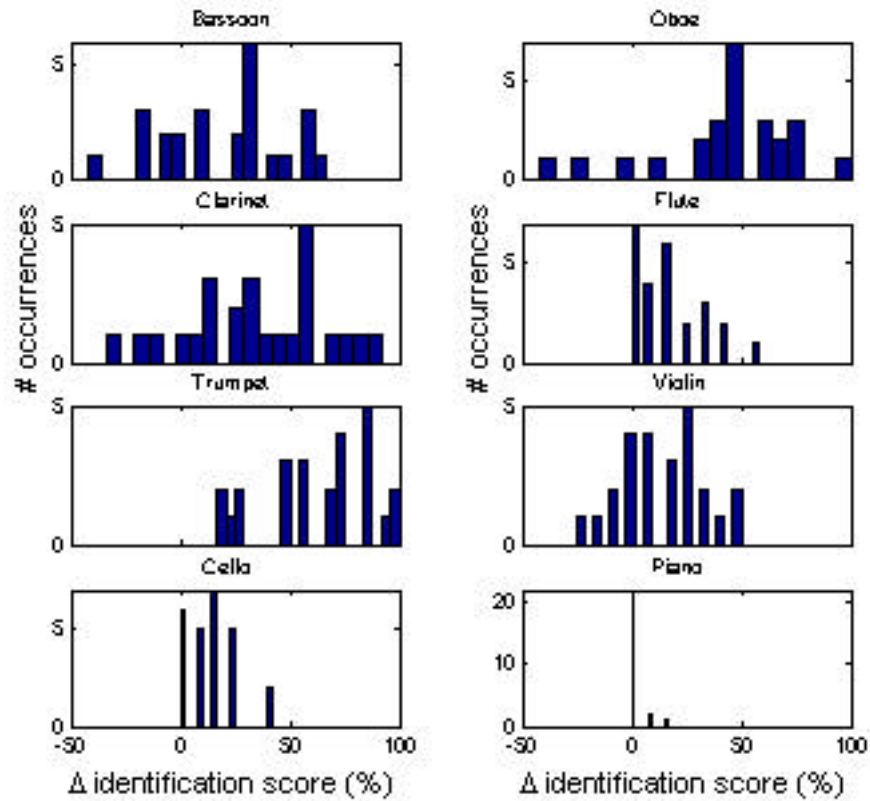 Bassoon
5
0
Oboe
5
0
Clarinet
5
0
Flute
5
0
# occurrences
# occurrences
Trumpet
5
0
Violin
5
0
Cello
5
0
-50 0 50 100
Δ identification score (%)
Piano
20
10
0
-50 0 50 100
Δ identification score (%)